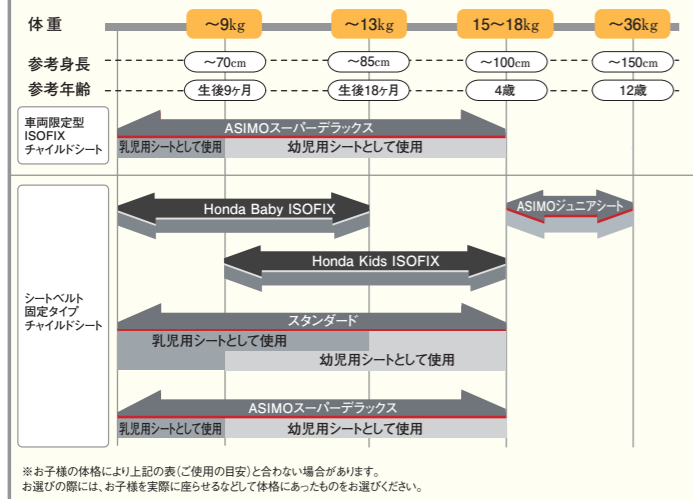 体重 ～9kg ～13kg 15～18kg ～36kg
参考身長 ～70cm ～85cm ～100cm ～150cm
参考年齢 生後9ヶ月 生後18ヶ月 4歳 12歳
車両限定型
ISOFIX
チャイルドシート
ASIMOスーパーデラックス
乳児用シートとして使用 幼児用シートとして使用
Honda Baby ISOFIX
ASIMOジュニアシート
Honda Kids ISOFIX
シートベルト
固定タイプ
チャイルドシート
スタンダード
乳児用シートとして使用
幼児用シートとして使用
ASIMOスーパーデラックス
乳児用シートとして使用 幼児用シートとして使用
※お子様の体格により上記の表(ご使用の目安)と合わない場合があります。
お選びの際には、お子様を実際に座らせるなどして体格にあったものをお選びください。